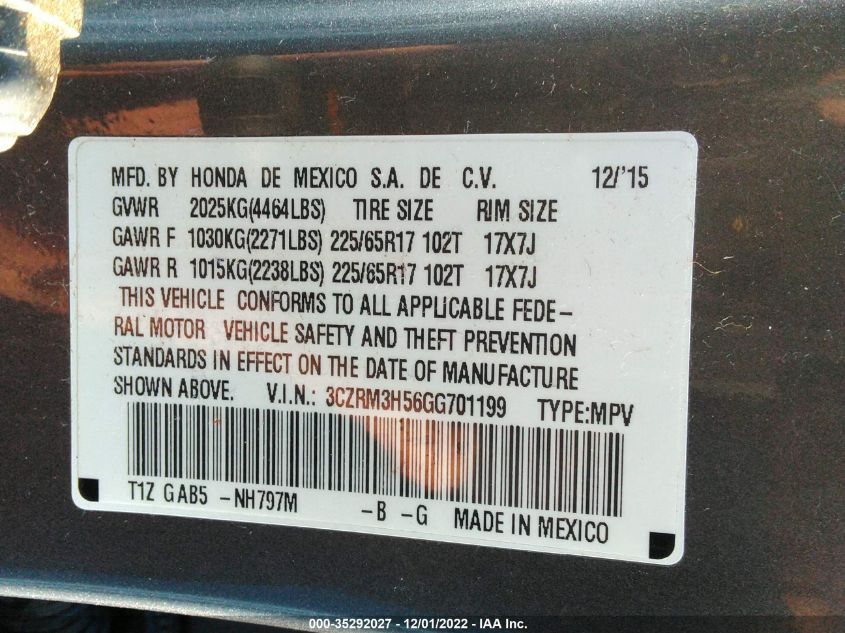 MFD. BY HONDA DE MEXICO S.A. DE C.V. 12/'15
GVWR 2025KG(4464LBS) TIRE SIZE RIM SIZE
GAWR F 1030KG(2271LBS) 225/65R17 102T 17X7J
GAWR R 1015KG(2238LBS) 225/65R17 102T 17X7J
THIS VEHICLE CONFORMS TO ALL APPLICABLE FEDE-
RAL MOTOR VEHICLE SAFETY AND THEFT PREVENTION
STANDARDS IN EFFECT ON THE DATE OF MANUFACTURE
SHOWN ABOVE. V.I.N.: 3CZRM3H56GG701199 TYPE:MPV
T1Z GAB5 -NH797M -B -G MADE IN MEXICO
000-35292027 - 12/01/2022 - IAA Inc.